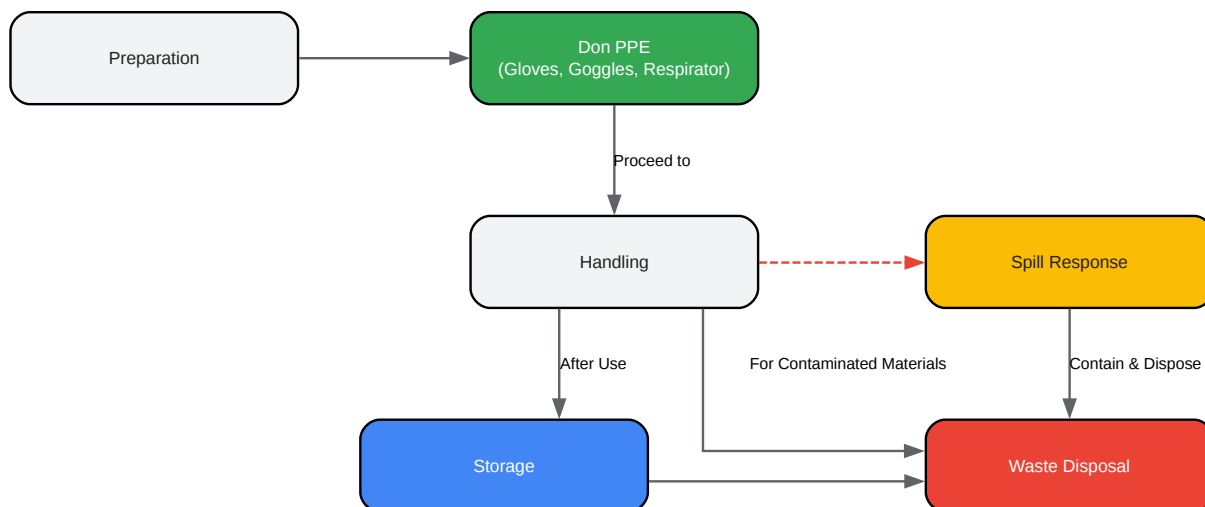 Preparation
Don PPE
(Gloves, Goggles, Respirator)
Proceed to
Handling
Spill Response
After Use
For Contaminated Materials
Contain & Dispose
Storage
Waste Disposal